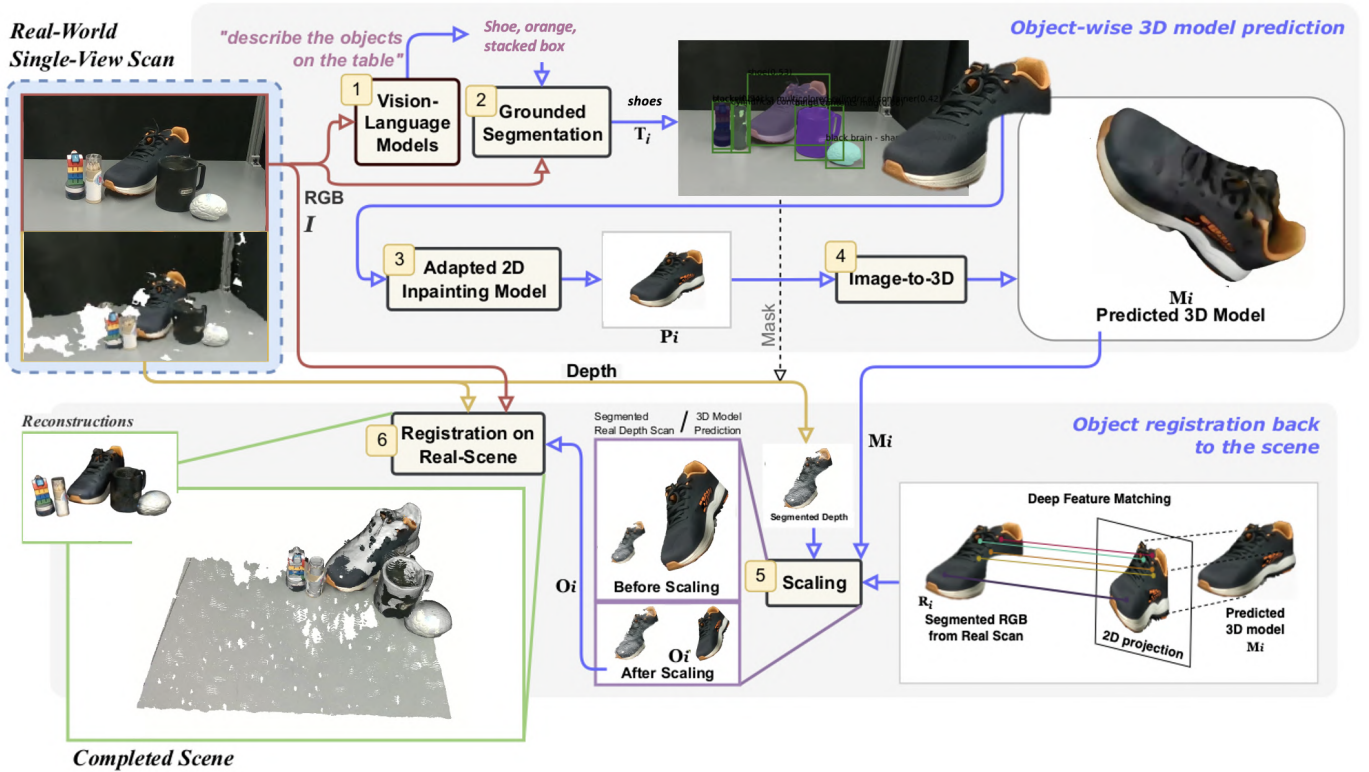 Real-World
Single-View Scan
"describe the objects
on the table"
Shoe, orange,
stacked box
Object-wise 3D model prediction
1
Vision-
Language
Models
2
Grounded
Segmentation
shoes
Ti
black brain - sha
RGB
I
3
Adapted 2D
Inpainting Model
Pi
Mask
4
Image-to-3D
Mi
Predicted 3D Model
Depth
Reconstructions
6
Registration on
Real-Scene
Segmented
Real Depth Scan
/
3D Model
Prediction
Mi
Object registration back
to the scene
Segmented Depth
Before Scaling
5
Scaling
Oi
Oi
After Scaling
Deep Feature Matching
Ri
Segmented RGB
from Real Scan
2D projection
Predicted
3D model
Mi
Completed Scene